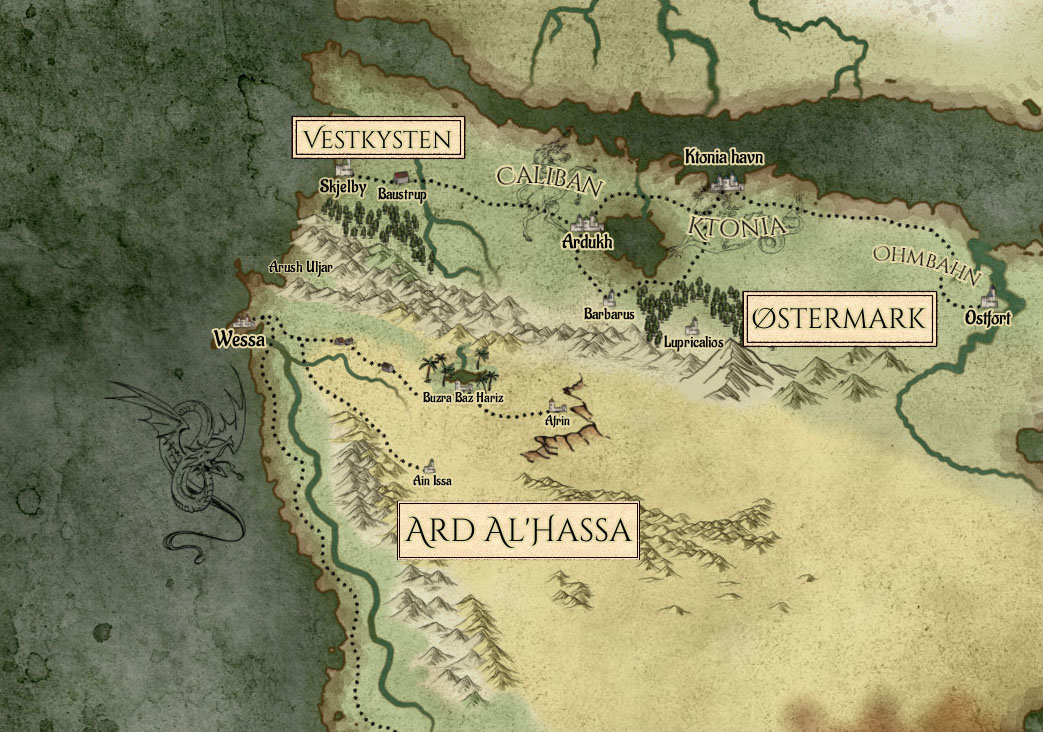 VESTKYSTEN
Ktonia havn
CALIBAN
Skjelby
Baustrup
KTONIA
Ardukh
OHMBAHN
Arush Uljar
Barbarus
ØSTERMARK
Ostfort
Wessa
Lupricalios
Buzra Baz Hariz
Afrin
Ain Issa
ARD AL'HASSA